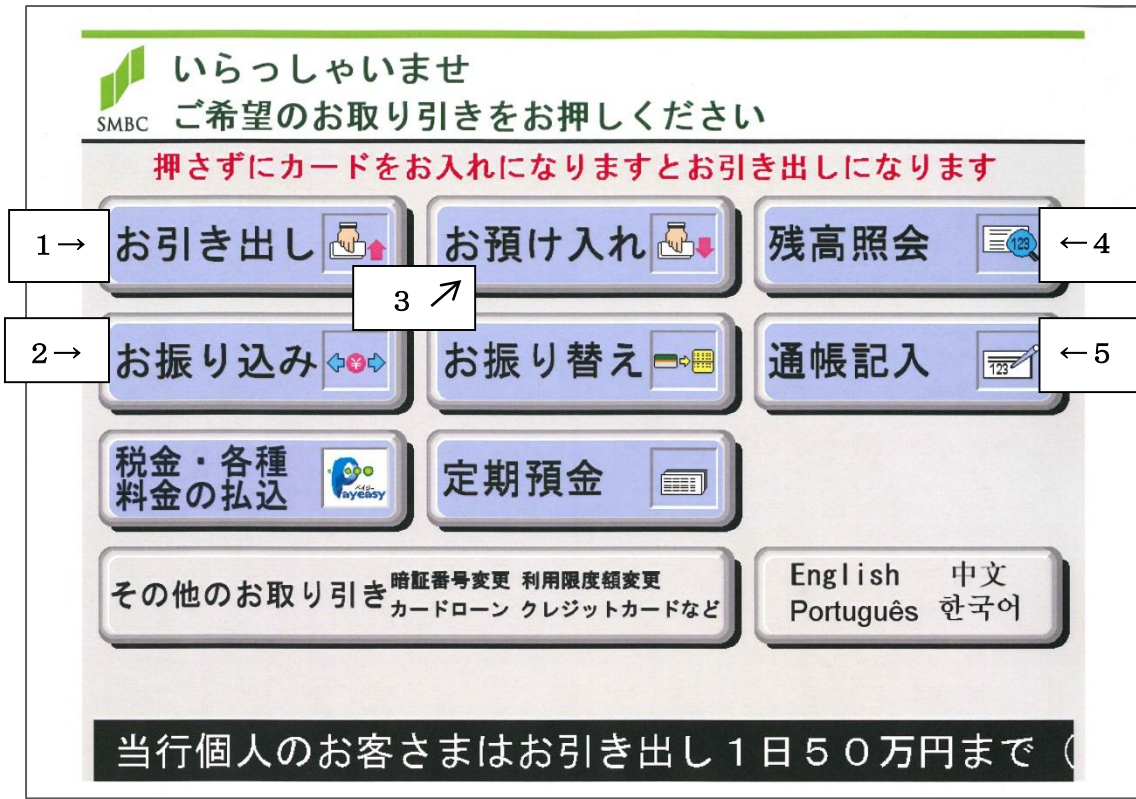 いらっしゃいませ
SMBC ご希望のお取り引きをお押しください
押さずにカードをお入れになりますとお引き出しになります
1→ お引き出し
3↗ お預け入れ
残高照会 123 ←4
2→ お振り込み ¥
お振り替え
通帳記入 123 ←5
税金・各種
料金の払込
ペイジー
Payeasy
定期預金
その他のお取り引き
暗証番号変更 利用限度額変更
カードローン クレジットカードなど
English 中文
Português 한국어
当行個人のお客さまはお引き出し1日50万円まで（